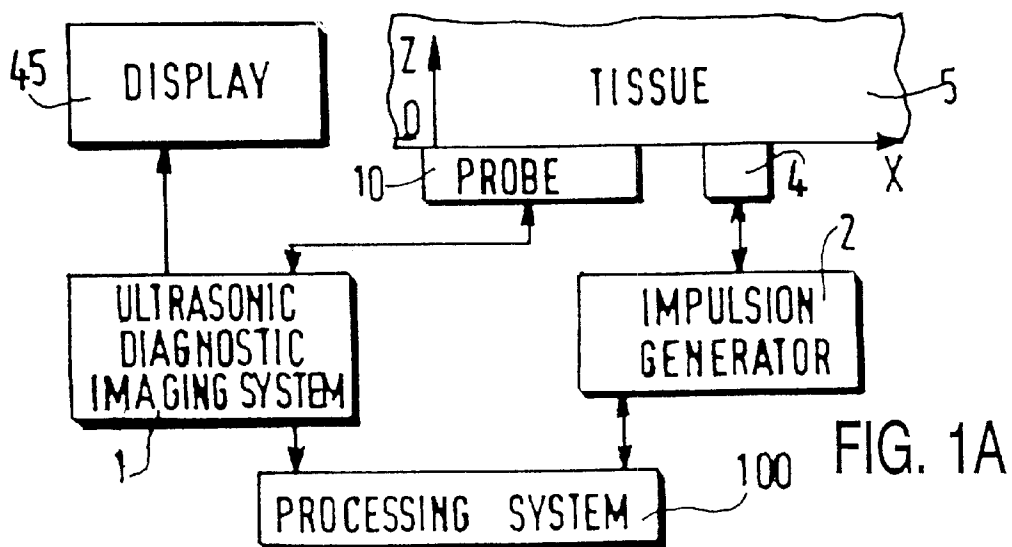 45
DISPLAY
Z
O
TISSUE
5
10
PROBE
4
X
2
ULTRASONIC
DIAGNOSTIC
IMAGING SYSTEM
1
IMPULSION
GENERATOR
FIG. 1A
PROCESSING SYSTEM
100